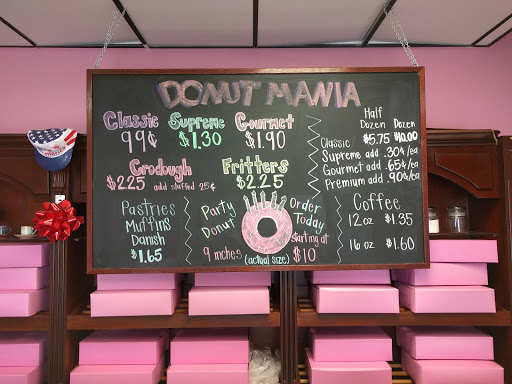 DONUT MANIA
Classic Supreme Gourmet
99¢ $1.30 $1.90
Crodough Fritters
$2.25 add stuffed 25¢ $2.25
Pastries
Muffins
Danish
$1.65
Party
Donut
9 inches (actual size)
Order
Today
starting at
$10
Half
Dozen Dozen
Classic $5.75 $10.00
Supreme add .30¢/ea
Gourmet add .65¢/ea
Premium add .90¢/ea
Coffee
12 oz $1.35
16 oz $1.60